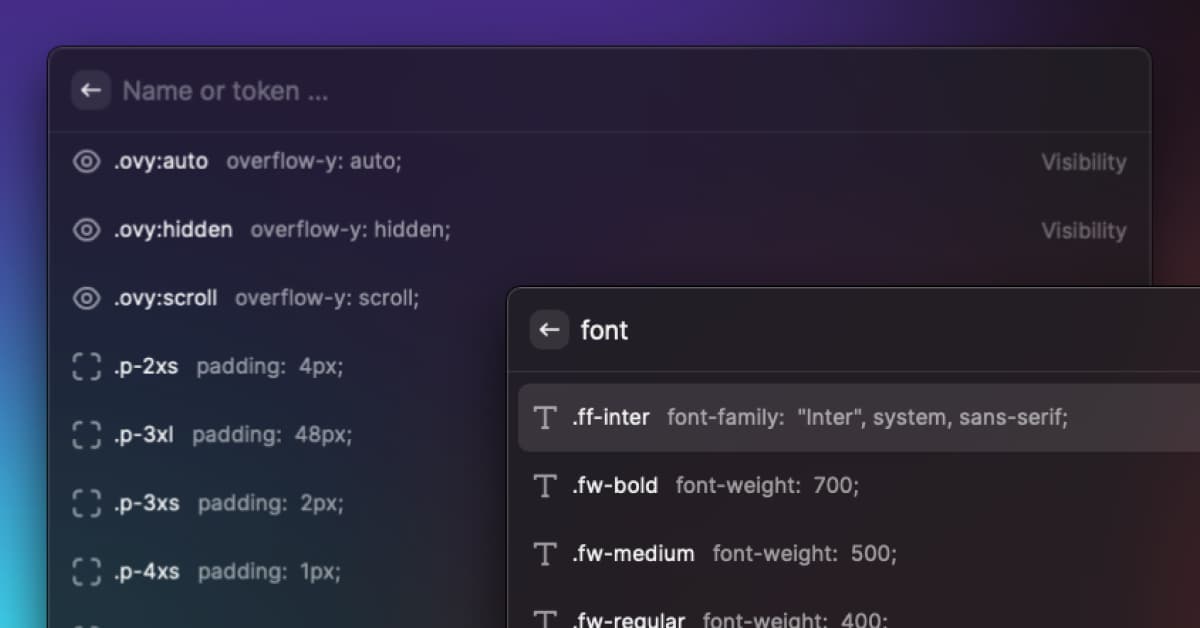 Name or token ...
.ovy:auto overflow-y: auto; Visibility
.ovy:hidden overflow-y: hidden; Visibility
.ovy:scroll overflow-y: scroll;
.p-2xs padding: 4px;
.p-3xl padding: 48px;
.p-3xs padding: 2px;
.p-4xs padding: 1px;
font
.ff-inter font-family: "Inter", system, sans-serif;
.fw-bold font-weight: 700;
.fw-medium font-weight: 500;
.fw-regular font-weight: 400;